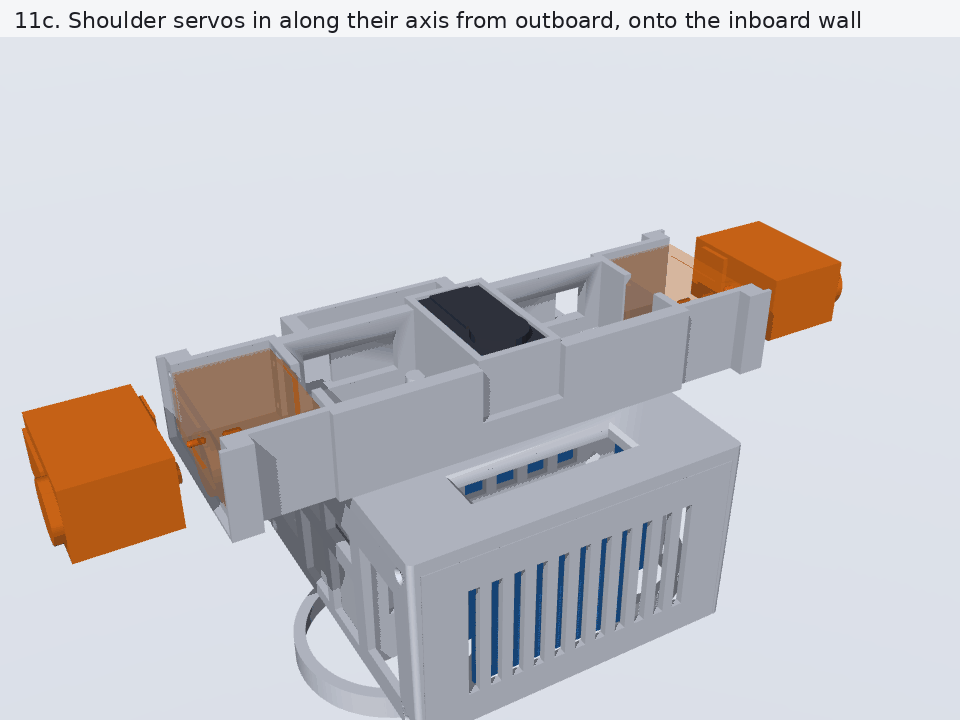 11c. Shoulder servos in along their axis from outboard, onto the inboard wall